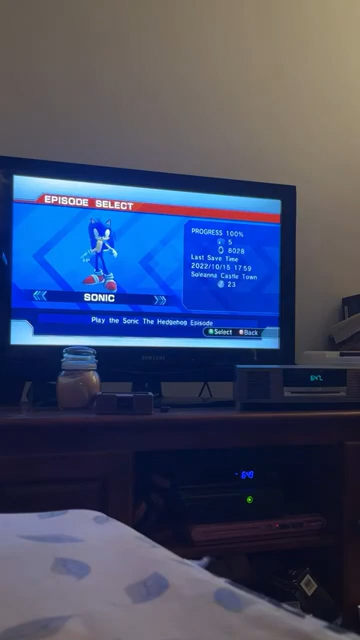 EPISODE SELECT
PROGRESS 100%
5
8028
Last Save Time
2022/10/15 17:59
Soleanna Castle Town
23
SONIC
Play the Sonic The Hedgehog Episode
Select Back
SAMSUNG